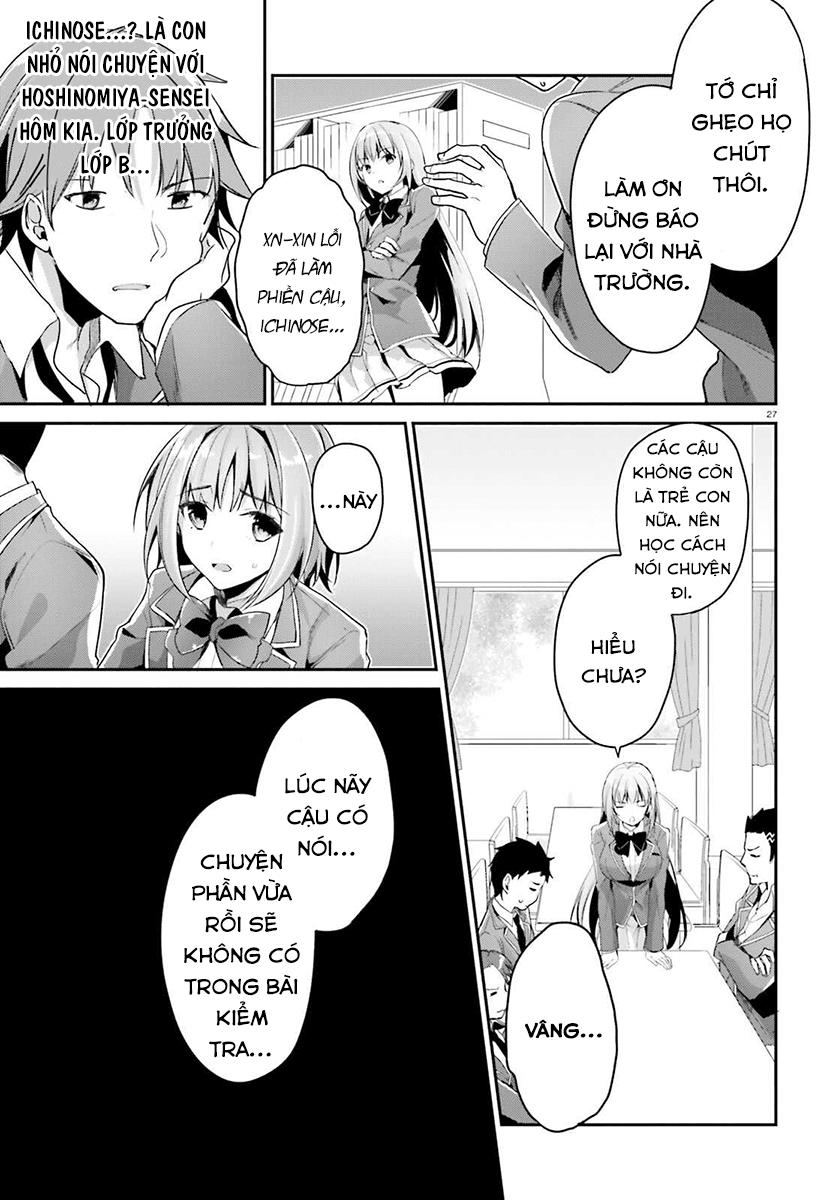 TỚ CHỈ
GHẸO HỌ
CHÚT
THÔI.
LÀM ƠN
ĐỪNG BÁO
LẠI VỚI NHÀ
TRƯỜNG.
XN-XIN LỖI
ĐÃ LÀM
PHIỀN CẬU,
ICHINOSE...
ICHINOSE...? LÀ CON
NHỎ NÓI CHUYỆN VỚI
HOSHINOMIYA-SENSEI
HÔM KIA. LỚP TRƯỞNG
LỚP B...
27
CÁC CẬU
KHÔNG CÒN
LÀ TRẺ CON
NỮA. NÊN
HỌC CÁCH
NÓI CHUYỆN
ĐI.
HIỂU
CHƯA?
VÂNG...
...NÀY
LÚC NÃY
CẬU CÓ
NÓI...
CHUYỆN
PHẦN VỪA
RỒI SẼ
KHÔNG CÓ
TRONG BÀI
KIỂM
TRA...